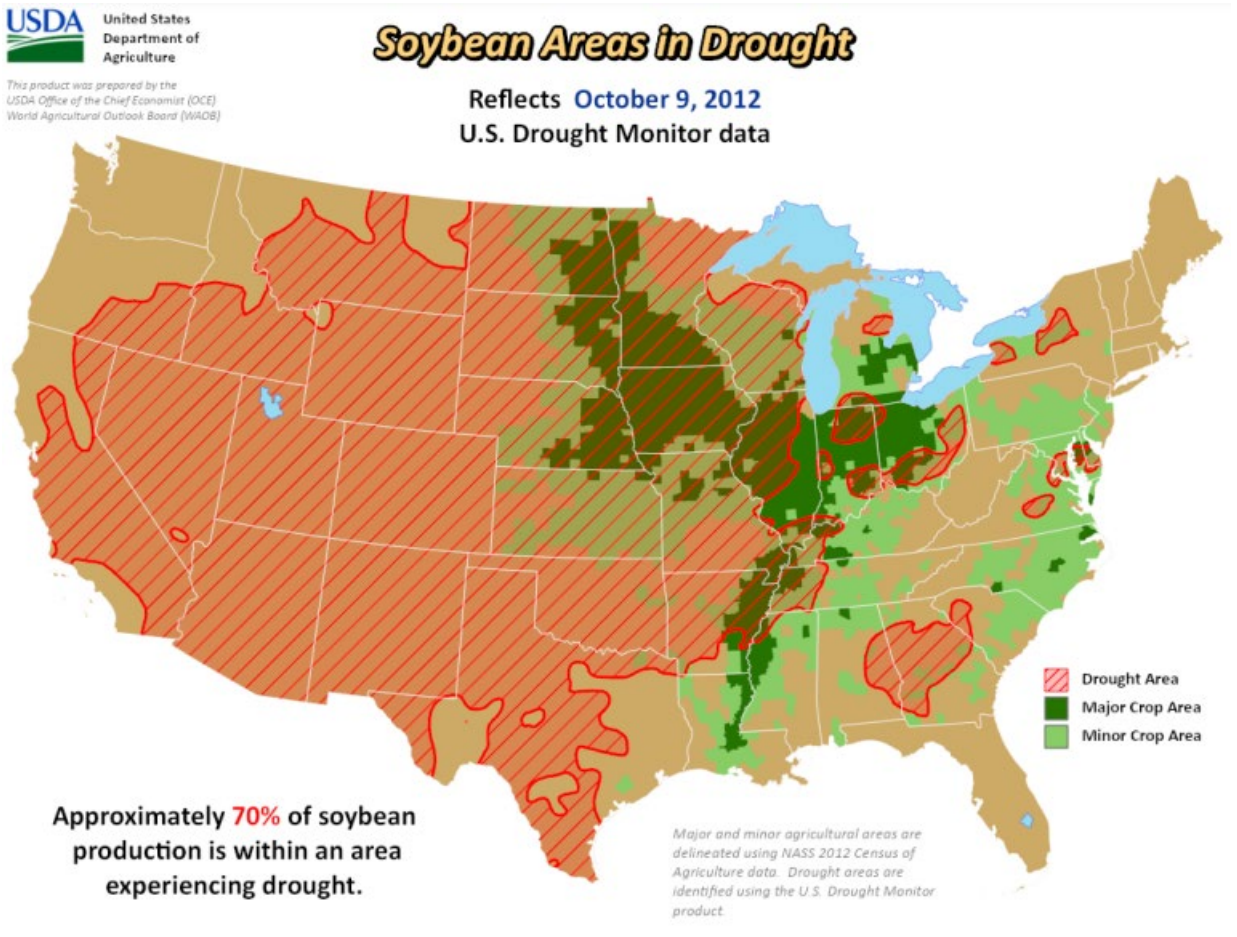 USDA
United States
Department of
Agriculture
This product was prepared by the
USDA Office of the Chief Economist (OCE)
World Agricultural Outlook Board (WAOB)
Soybean Areas in Drought
Reflects October 9, 2012
U.S. Drought Monitor data
Drought Area
Major Crop Area
Minor Crop Area
Approximately 70% of soybean
production is within an area
experiencing drought.
Major and minor agricultural areas are
delineated using NASS 2012 Census of
Agriculture data. Drought areas are
identified using the U.S. Drought Monitor
product.